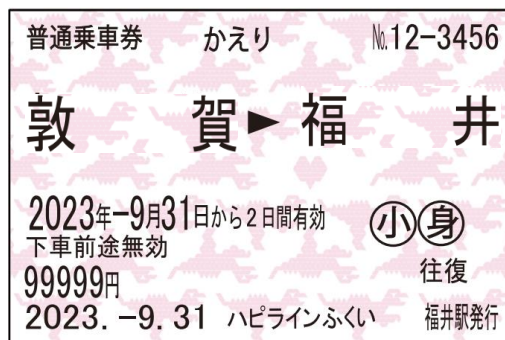 普通乗車券 かえり №12-3456
敦賀►福井
2023年-9月31日から2日間有効 小 身
下車前途無効
99999円 往復
2023.-9.31 ハピラインふくい 福井駅発行